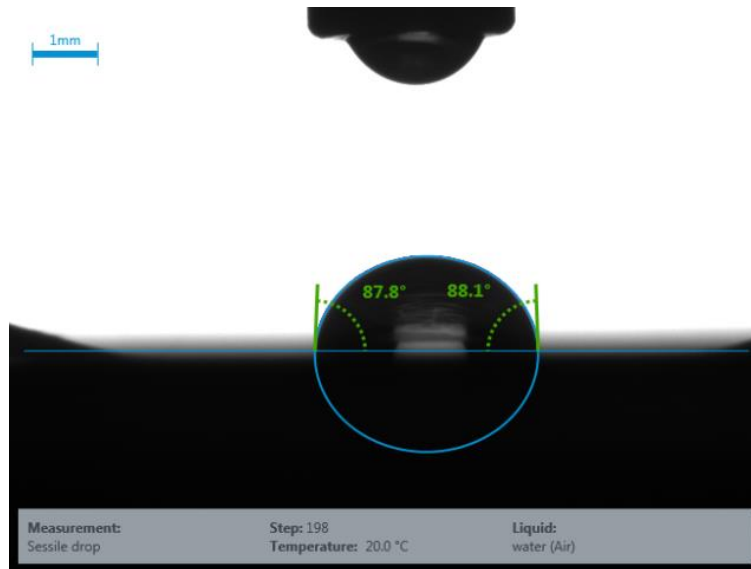 1mm
87.8° 88.1°
Measurement: Step: 198 Liquid:
Sessile drop Temperature: 20.0 °C water (Air)